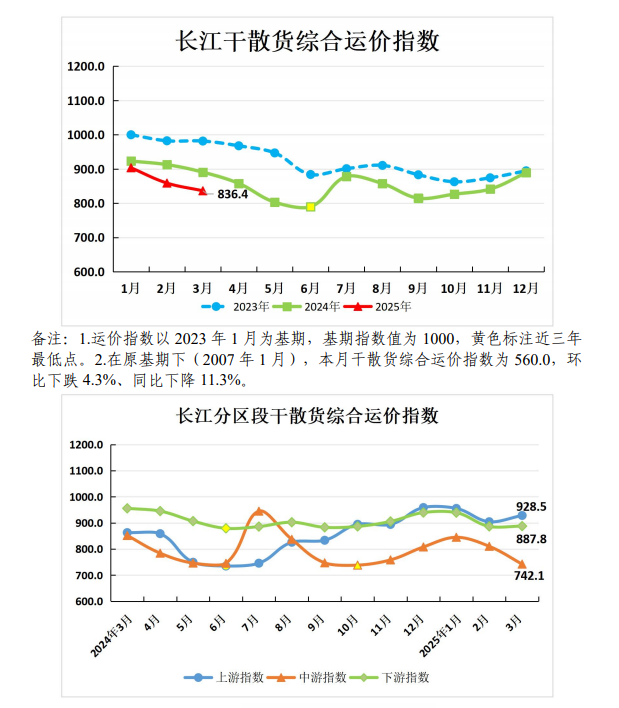 长江干散货综合运价指数
1200.0
1100.0
1000.0
900.0
800.0
700.0
600.0
836.4
1月 2月 3月 4月 5月 6月 7月 8月 9月 10月 11月 12月
2023年 2024年 2025年
备注：1.运价指数以 2023 年 1 月为基期，基期指数值为 1000，黄色标注近三年
最低点。2.在原基期下（2007 年 1 月），本月干散货综合运价指数为 560.0，环
比下跌 4.3%、同比下降 11.3%。
长江分区段干散货综合运价指数
1200.0
1100.0
1000.0
900.0
800.0
700.0
600.0
928.5
887.8
742.1
2024年3月 4月 5月 6月 7月 8月 9月 10月 11月 12月 2025年1月 2月 3月
上游指数 中游指数 下游指数